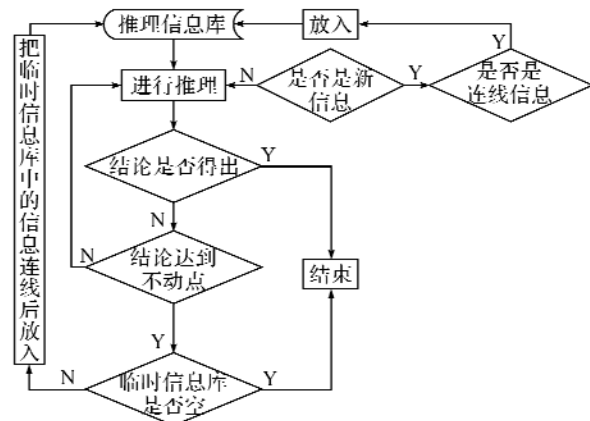 推理信息库
放入
Y
进行推理
N
是否是新
信息
Y
是否是
连线信息
结论是否得出
Y
N
N
结论达到
不动点
结束
Y
N
临时信息库
是否空
Y
把临时信息库中的信息连线后放入